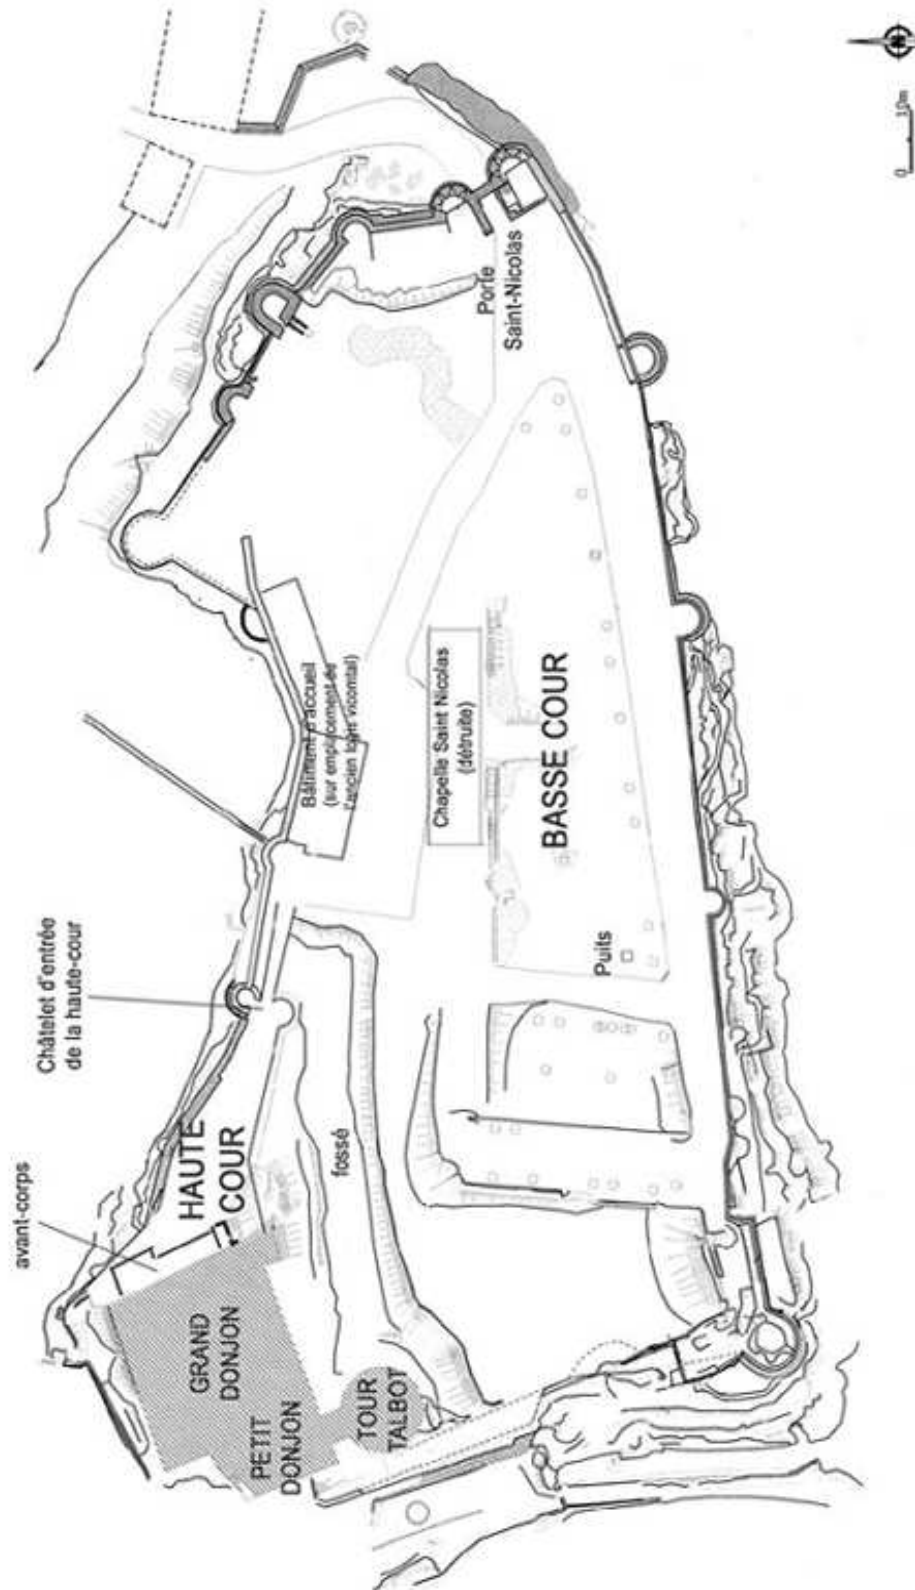 avant-corps
Châtelet d'entrée
de la haute-cour
HAUTE
COUR
GRAND
DONJON
PETIT
DONJON
TOUR
TALBOT
fossé
Bâtiment d'accueil
(sur emplacement de
l'ancien logis vicomtal)
Chapelle Saint Nicolas
(détruite)
BASSE COUR
Puits
Porte
Saint-Nicolas
N
0 10m